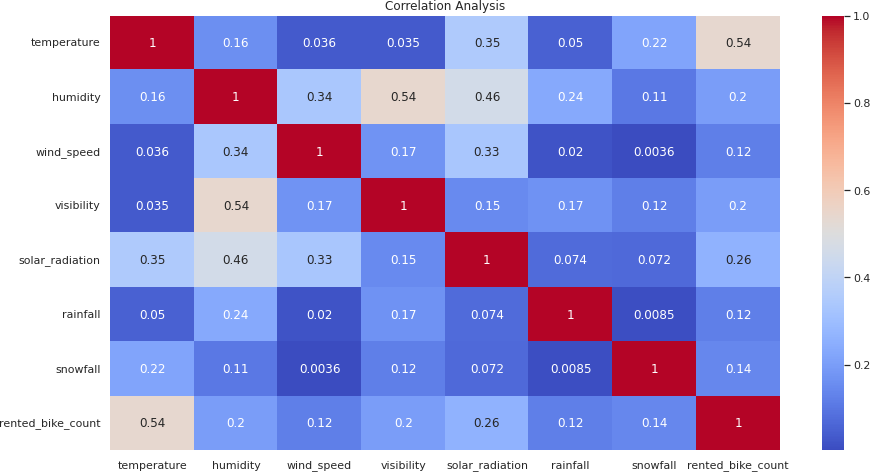 Correlation Analysis
temperature 1 0.16 0.036 0.035 0.35 0.05 0.22 0.54
humidity 0.16 1 0.34 0.54 0.46 0.24 0.11 0.2
wind_speed 0.036 0.34 1 0.17 0.33 0.02 0.0036 0.12
visibility 0.035 0.54 0.17 1 0.15 0.17 0.12 0.2
solar_radiation 0.35 0.46 0.33 0.15 1 0.074 0.072 0.26
rainfall 0.05 0.24 0.02 0.17 0.074 1 0.0085 0.12
snowfall 0.22 0.11 0.0036 0.12 0.072 0.0085 1 0.14
rented_bike_count 0.54 0.2 0.12 0.2 0.26 0.12 0.14 1
temperature humidity wind_speed visibility solar_radiation rainfall snowfall rented_bike_count
1.0
0.8
0.6
0.4
0.2